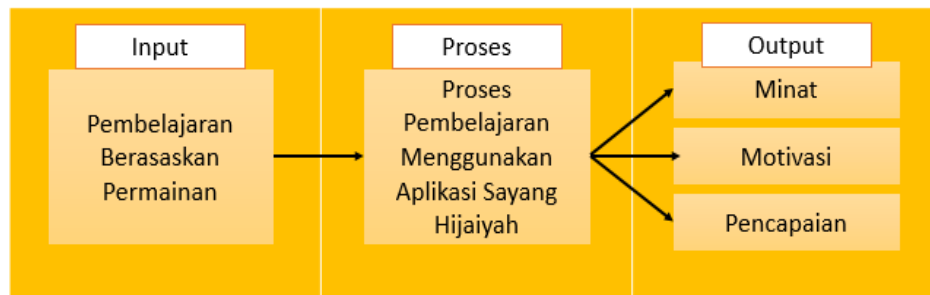 Input
Pembelajaran
Berasaskan
Permainan
Proses
Proses
Pembelajaran
Menggunakan
Aplikasi Sayang
Hijaiyah
Output
Minat
Motivasi
Pencapaian